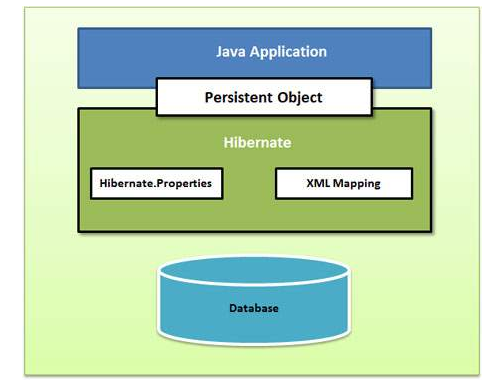 Java Application
Persistent Object
Hibernate
Hibernate.Properties
XML Mapping
Database